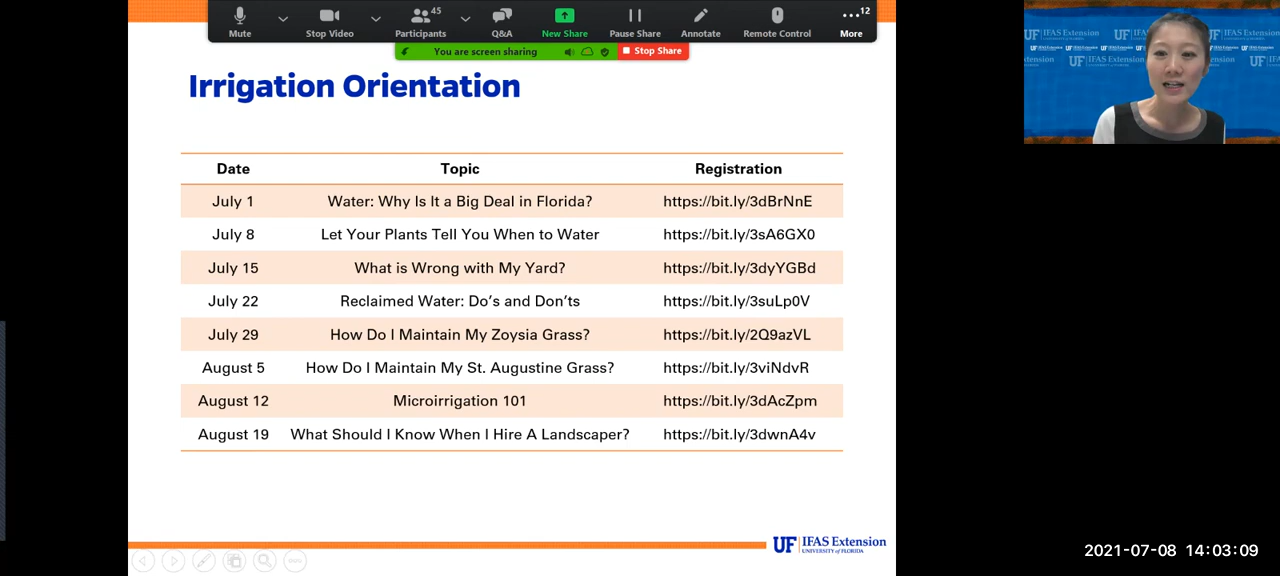 45
12
Mute
Stop Video
Participants
Q&A
New Share
Pause Share
Annotate
Remote Control
More
You are screen sharing
Stop Share
Irrigation Orientation
Date Topic Registration
July 1 Water: Why Is It a Big Deal in Florida? https://bit.ly/3dBrNnE
July 8 Let Your Plants Tell You When to Water https://bit.ly/3sA6GX0
July 15 What is Wrong with My Yard? https://bit.ly/3dyYGBd
July 22 Reclaimed Water: Do's and Don'ts https://bit.ly/3suLp0V
July 29 How Do I Maintain My Zoysia Grass? https://bit.ly/2Q9azVL
August 5 How Do I Maintain My St. Augustine Grass? https://bit.ly/3viNdvR
August 12 Microirrigation 101 https://bit.ly/3dAcZpm
August 19 What Should I Know When I Hire A Landscaper? https://bit.ly/3dwnA4v
UF IFAS Extension
UNIVERSITY of FLORIDA
UF IFAS Extension
2021-07-08 14:03:09